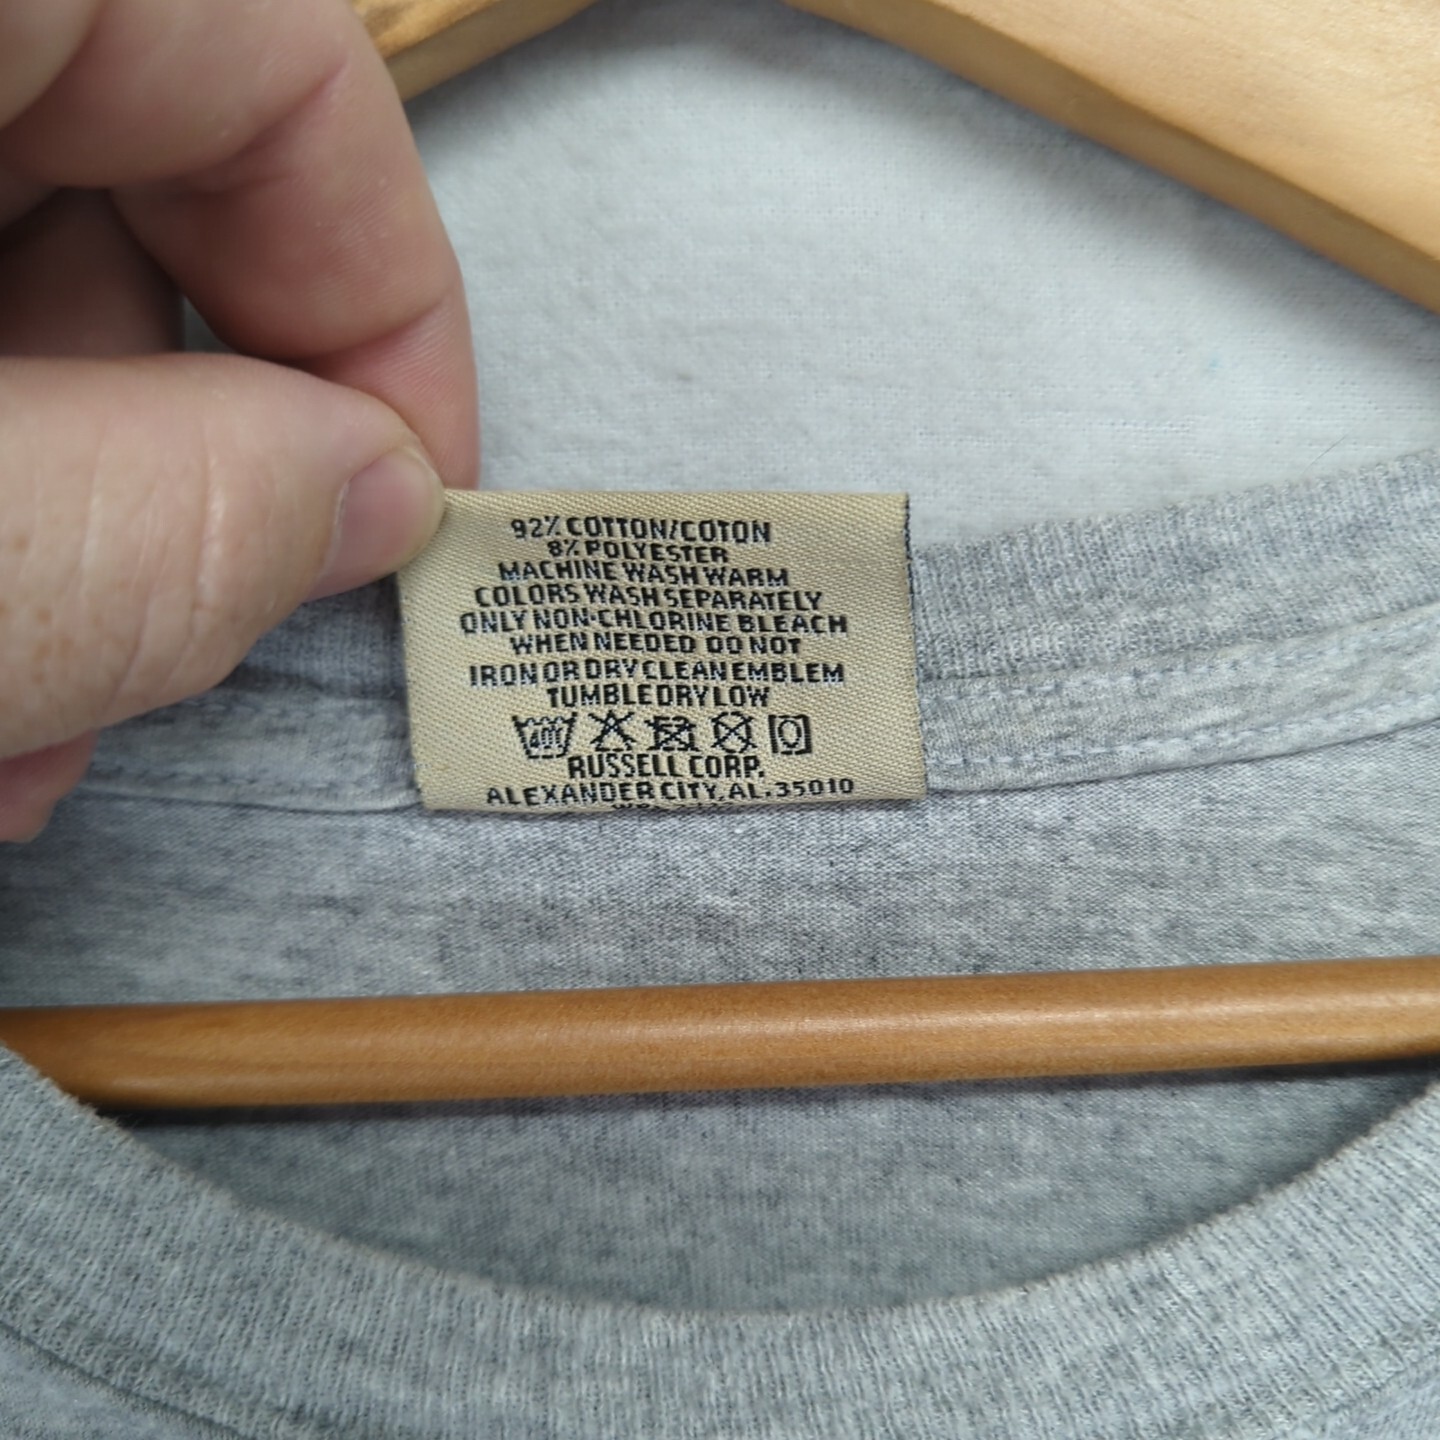 92% COTTON/COTON
8% POLYESTER
MACHINE WASH WARM
COLORS WASH SEPARATELY
ONLY NON-CHLORINE BLEACH
WHEN NEEDED DO NOT
IRON OR DRY CLEAN EMBLEM
TUMBLE DRY LOW
40
RUSSELL CORP.
ALEXANDER CITY, AL. 35010